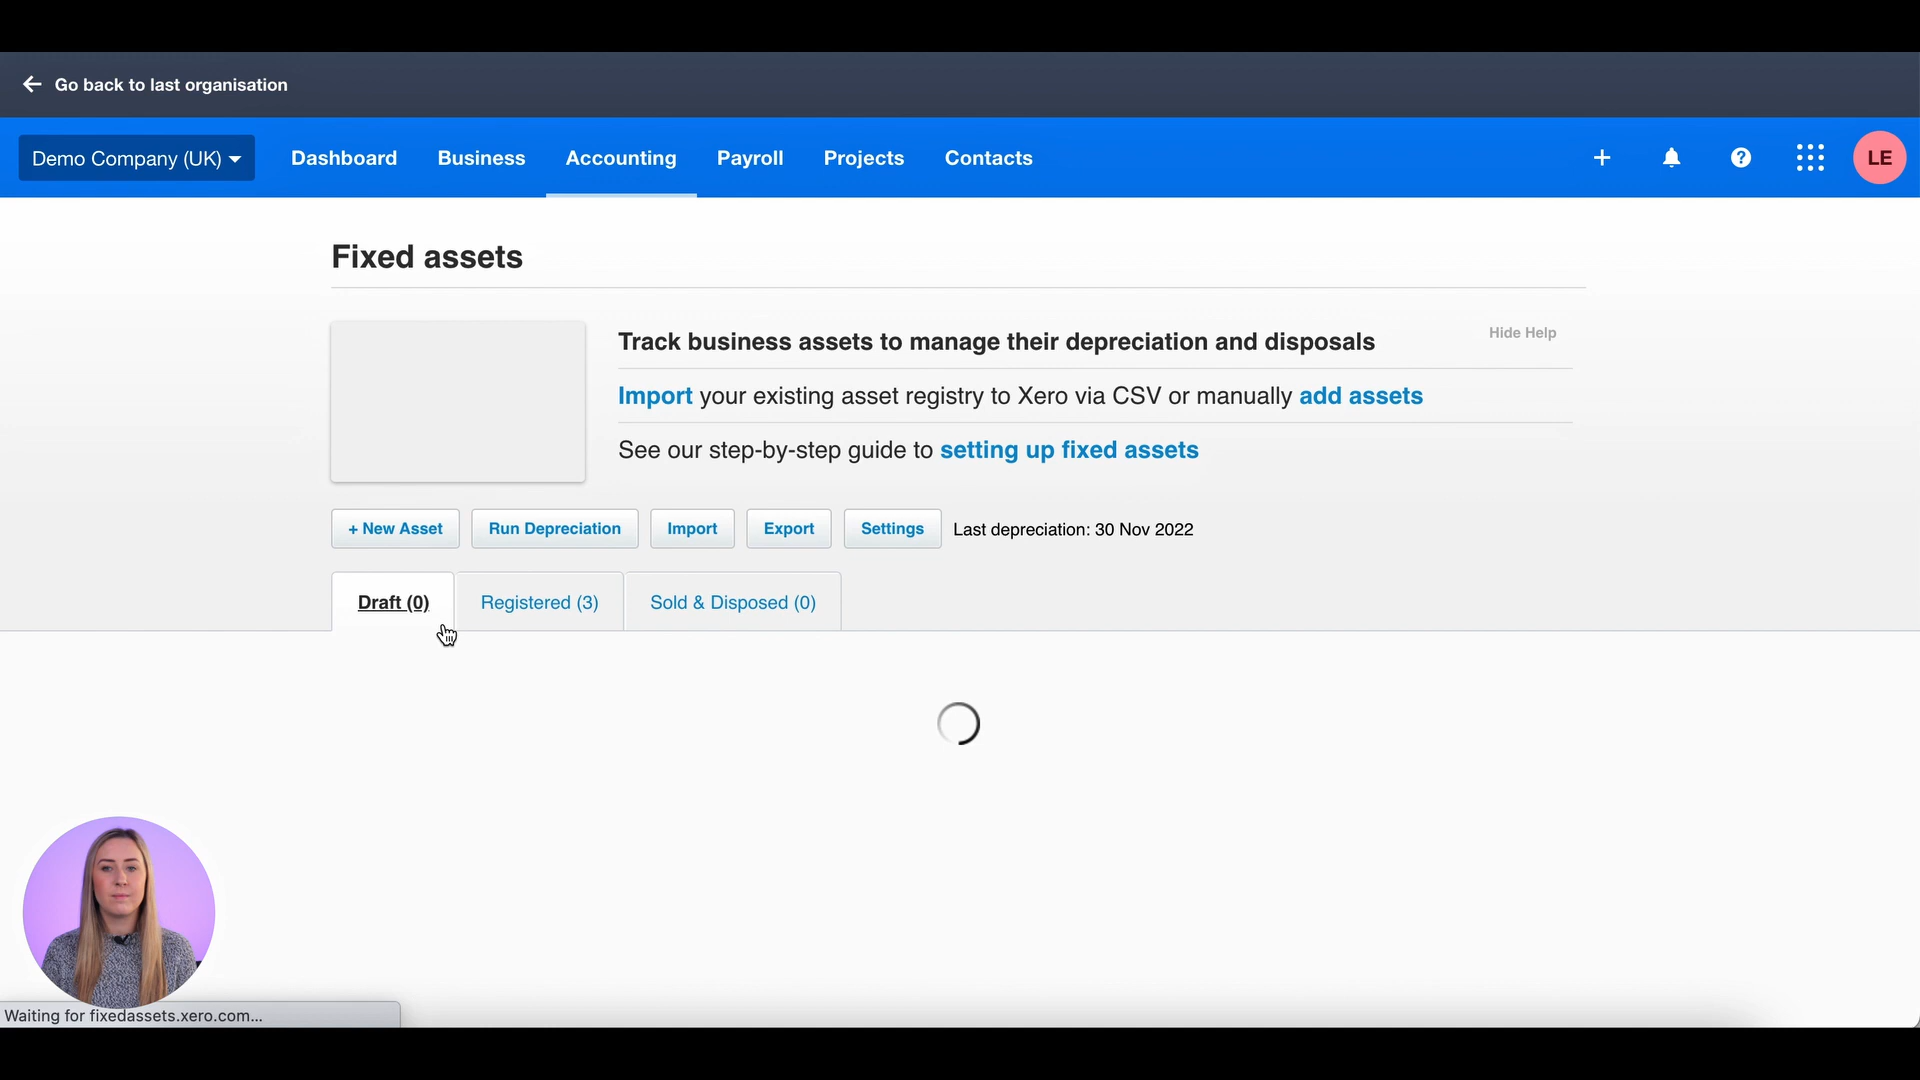 Go back to last organisation
Demo Company (UK) Dashboard Business Accounting Payroll Projects Contacts LE
Fixed assets
Track business assets to manage their depreciation and disposals
Hide Help
Import your existing asset registry to Xero via CSV or manually add assets
See our step-by-step guide to setting up fixed assets
+ New Asset Run Depreciation Import Export Settings Last depreciation: 30 Nov 2022
Draft (0) Registered (3) Sold & Disposed (0)
Waiting for fixedassets.xero.com...